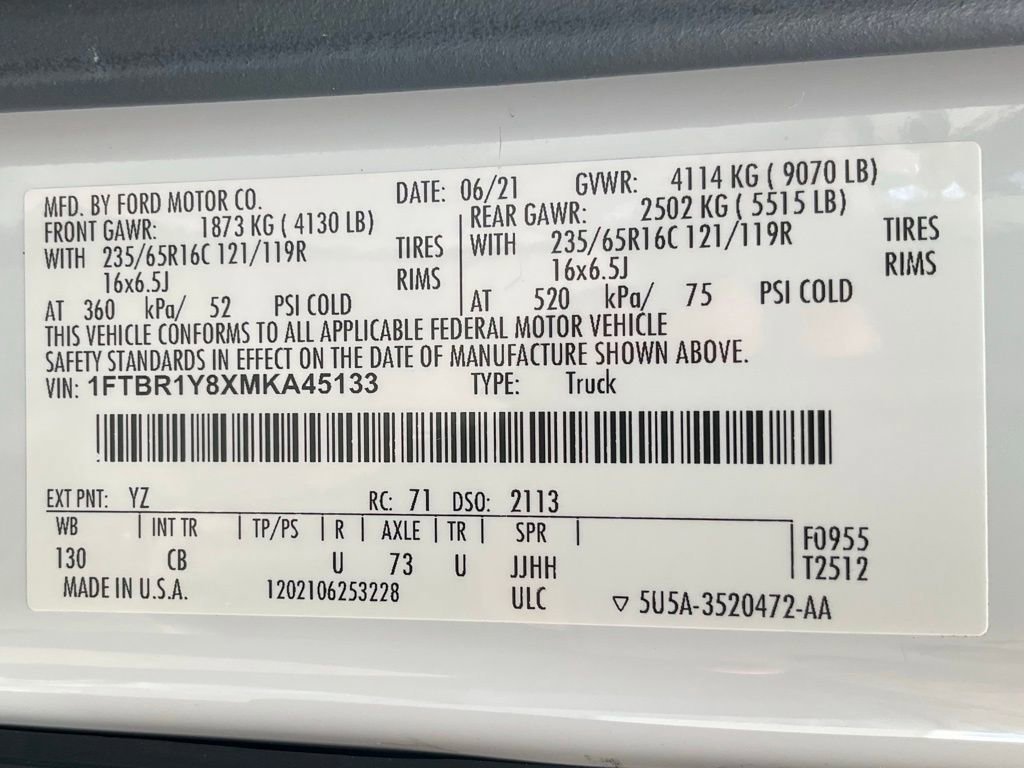 MFD. BY FORD MOTOR CO. DATE: 06/21 GVWR: 4114 KG ( 9070 LB)
FRONT GAWR: 1873 KG ( 4130 LB) REAR GAWR: 2502 KG ( 5515 LB)
WITH 235/65R16C 121/119R TIRES WITH 235/65R16C 121/119R TIRES
16x6.5J RIMS 16x6.5J RIMS
AT 360 kPa/ 52 PSI COLD AT 520 kPa/ 75 PSI COLD
THIS VEHICLE CONFORMS TO ALL APPLICABLE FEDERAL MOTOR VEHICLE
SAFETY STANDARDS IN EFFECT ON THE DATE OF MANUFACTURE SHOWN ABOVE.
VIN: 1FTBR1Y8XMKA45133 TYPE: Truck
EXT PNT: YZ RC: 71 DSO: 2113
WB INT TR TP/PS R AXLE TR SPR F0955
130 CB U 73 U JJHH T2512
MADE IN U.S.A. 1202106253228 ULC ▽ 5U5A-3520472-AA